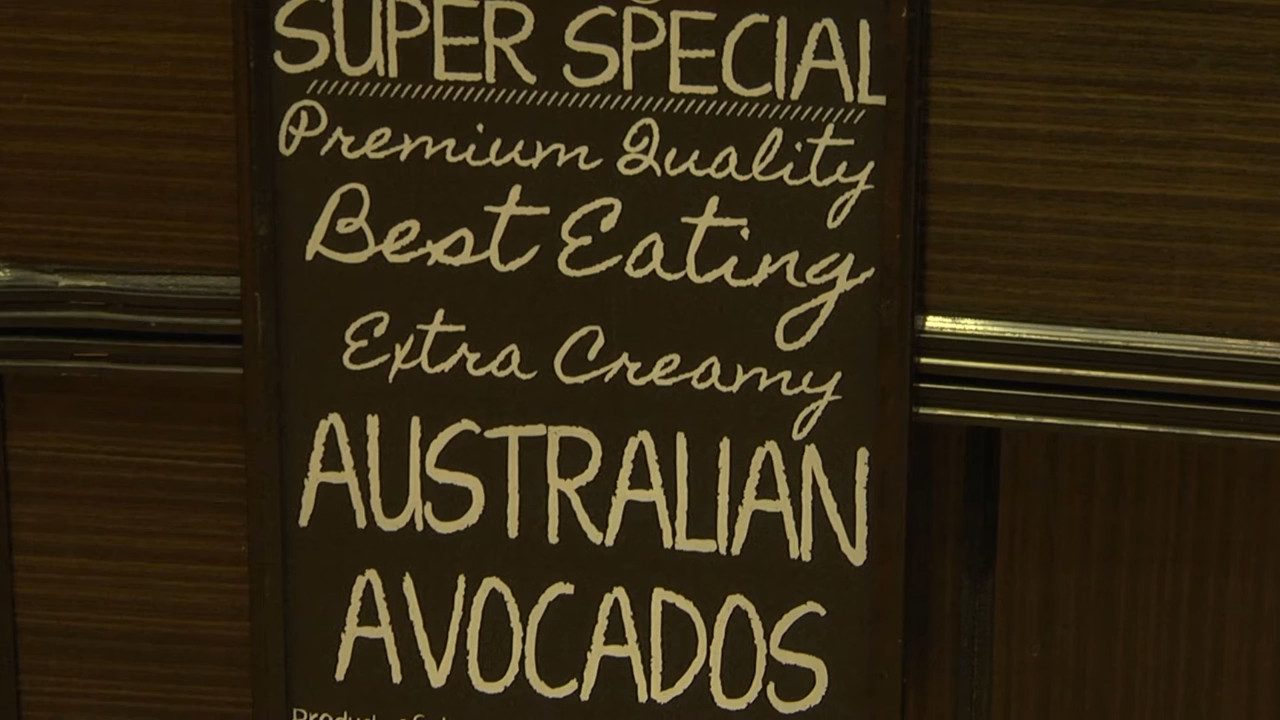 SUPER SPECIAL
Premium Quality
Best Eating
Extra Creamy
AUSTRALIAN
AVOCADOS